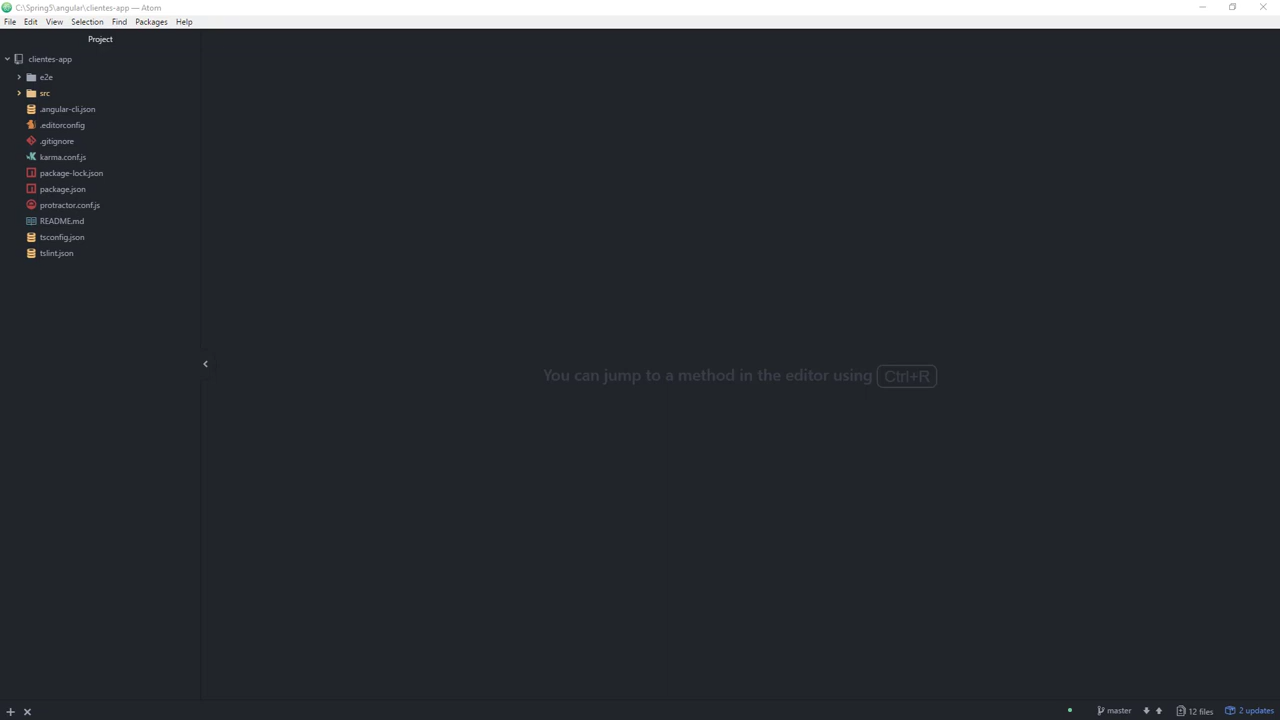 C:\Spring5\angular\clientes-app — Atom
File Edit View Selection Find Packages Help
Project
clientes-app
e2e
src
.angular-cli.json
.editorconfig
.gitignore
karma.conf.js
package-lock.json
package.json
protractor.conf.js
README.md
tsconfig.json
tslint.json
You can jump to a method in the editor using Ctrl+R
master 12 files 2 updates